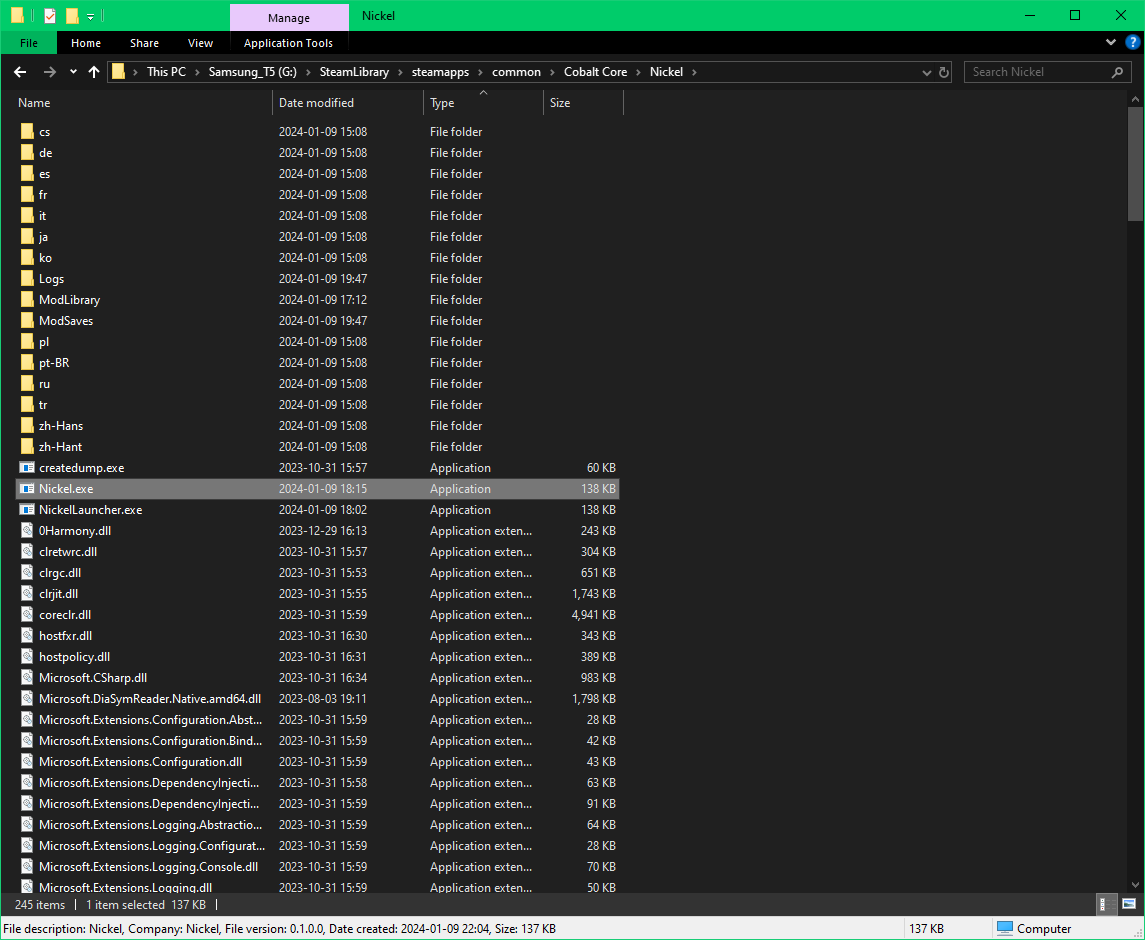 Manage
Nickel
File
Home
Share
View
Application Tools
This PC > Samsung_T5 (G:) > SteamLibrary > steamapps > common > Cobalt Core > Nickel >
Search Nickel
Name Date modified Type Size
cs 2024-01-09 15:08 File folder
de 2024-01-09 15:08 File folder
es 2024-01-09 15:08 File folder
fr 2024-01-09 15:08 File folder
it 2024-01-09 15:08 File folder
ja 2024-01-09 15:08 File folder
ko 2024-01-09 15:08 File folder
Logs 2024-01-09 19:47 File folder
ModLibrary 2024-01-09 17:12 File folder
ModSaves 2024-01-09 19:47 File folder
pl 2024-01-09 15:08 File folder
pt-BR 2024-01-09 15:08 File folder
ru 2024-01-09 15:08 File folder
tr 2024-01-09 15:08 File folder
zh-Hans 2024-01-09 15:08 File folder
zh-Hant 2024-01-09 15:08 File folder
createdump.exe 2023-10-31 15:57 Application 60 KB
Nickel.exe 2024-01-09 18:15 Application 138 KB
NickelLauncher.exe 2024-01-09 18:02 Application 138 KB
0Harmony.dll 2023-12-29 16:13 Application exten... 243 KB
clretwrc.dll 2023-10-31 15:57 Application exten... 304 KB
clrgc.dll 2023-10-31 15:53 Application exten... 651 KB
clrjit.dll 2023-10-31 15:55 Application exten... 1,743 KB
coreclr.dll 2023-10-31 15:59 Application exten... 4,941 KB
hostfxr.dll 2023-10-31 16:30 Application exten... 343 KB
hostpolicy.dll 2023-10-31 16:31 Application exten... 389 KB
Microsoft.CSharp.dll 2023-10-31 16:34 Application exten... 983 KB
Microsoft.DiaSymReader.Native.amd64.dll 2023-08-03 19:11 Application exten... 1,798 KB
Microsoft.Extensions.Configuration.Abst... 2023-10-31 15:59 Application exten... 28 KB
Microsoft.Extensions.Configuration.Bind... 2023-10-31 15:59 Application exten... 42 KB
Microsoft.Extensions.Configuration.dll 2023-10-31 15:59 Application exten... 43 KB
Microsoft.Extensions.DependencyInjecti... 2023-10-31 15:58 Application exten... 63 KB
Microsoft.Extensions.DependencyInjecti... 2023-10-31 15:59 Application exten... 91 KB
Microsoft.Extensions.Logging.Abstractio... 2023-10-31 15:59 Application exten... 64 KB
Microsoft.Extensions.Logging.Configurat... 2023-10-31 15:59 Application exten... 28 KB
Microsoft.Extensions.Logging.Console.dll 2023-10-31 15:59 Application exten... 70 KB
Microsoft.Extensions.Logging.dll 2023-10-31 15:59 Application exten... 50 KB
245 items | 1 item selected 137 KB |
File description: Nickel, Company: Nickel, File version: 0.1.0.0, Date created: 2024-01-09 22:04, Size: 137 KB
137 KB
Computer